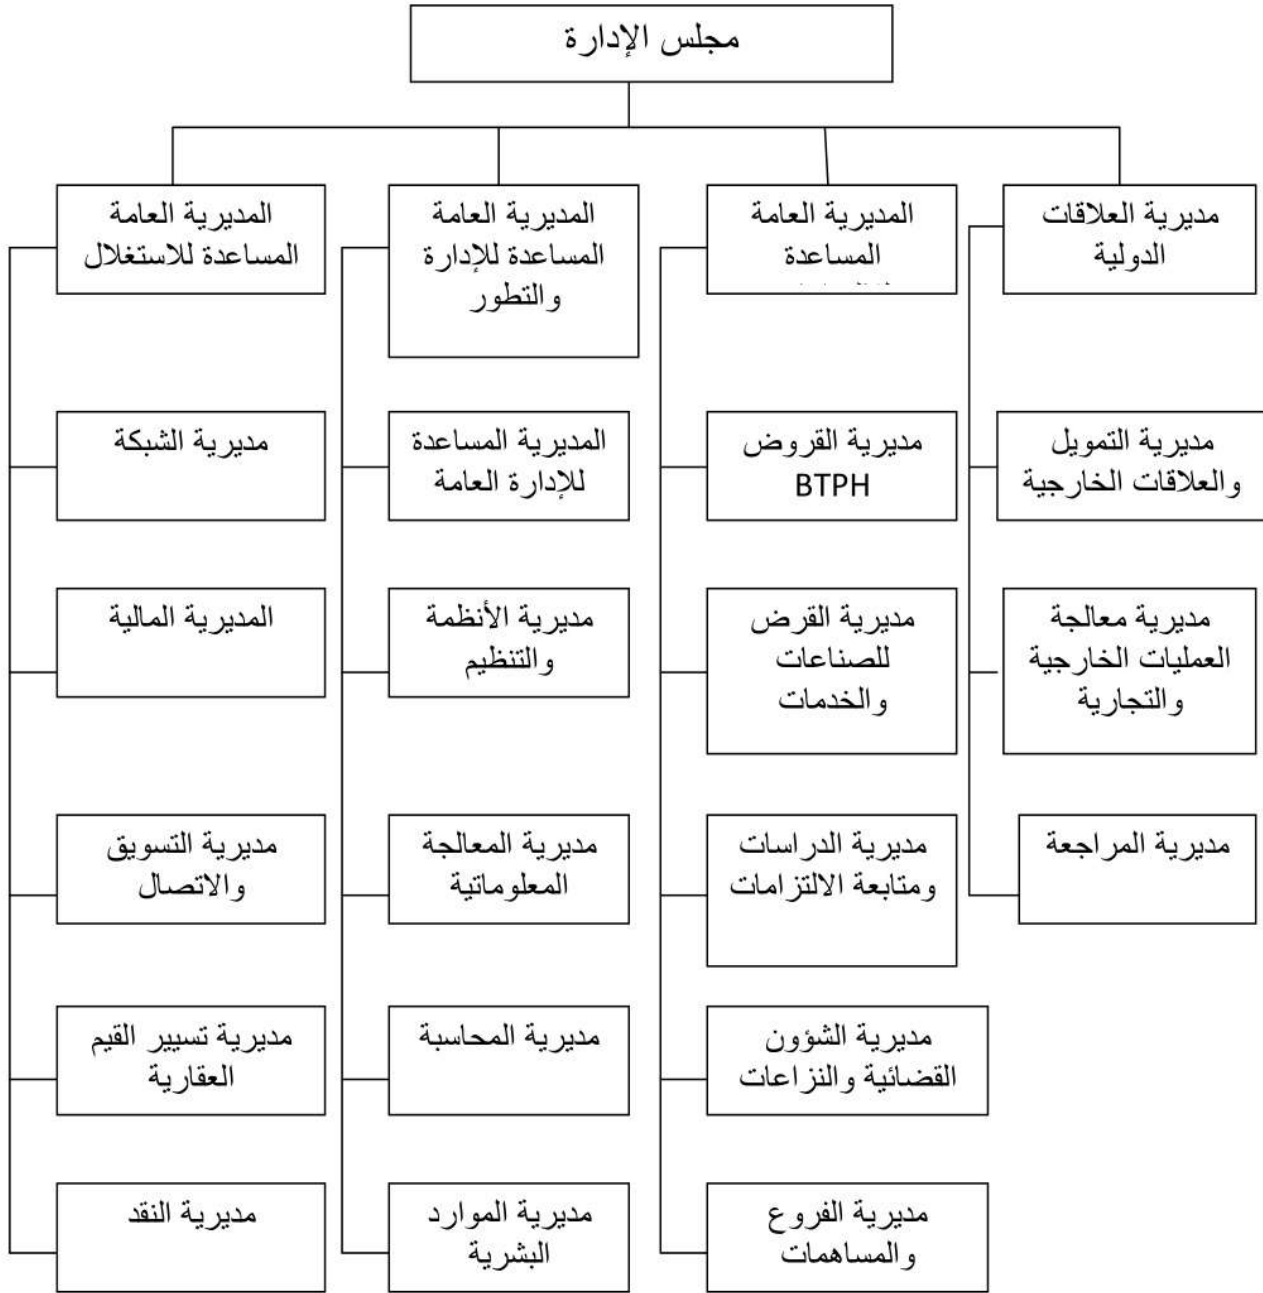 مجلس الإدارة
مديرية العلاقات
الدولية
المديرية العامة
المساعدة
المديرية العامة
المساعدة للإدارة
والتطور
المديرية العامة
المساعدة للاستغلال
مديرية التمويل
والعلاقات الخارجية
مديرية القروض
BTPH
المديرية المساعدة
للإدارة العامة
مديرية الشبكة
مديرية معالجة
العمليات الخارجية
والتجارية
مديرية القرض
للصناعات
والخدمات
مديرية الأنظمة
والتنظيم
المديرية المالية
مديرية المراجعة
مديرية الدراسات
ومتابعة الالتزامات
مديرية المعالجة
المعلوماتية
مديرية التسويق
والاتصال
مديرية الشؤون
القضائية والنزاعات
مديرية المحاسبة
مديرية تسيير القيم
العقارية
مديرية الفروع
والمساهمات
مديرية الموارد
البشرية
مديرية النقد